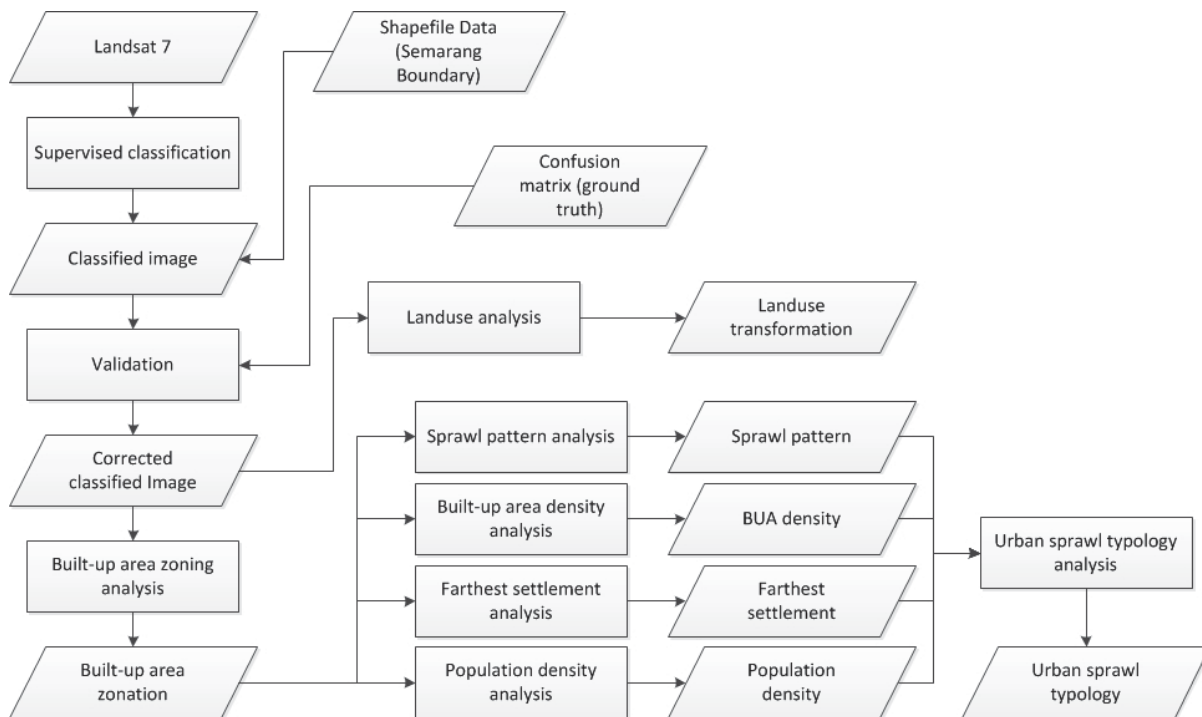 Landsat 7
Shapefile Data
(Semarang
Boundary)
Supervised classification
Confusion
matrix (ground
truth)
Classified image
Landuse analysis
Landuse
transformation
Validation
Sprawl pattern analysis
Sprawl pattern
Corrected
classified Image
Built-up area density
analysis
BUA density
Urban sprawl typology
analysis
Built-up area zoning
analysis
Farthest settlement
analysis
Farthest
settlement
Built-up area
zonation
Population density
analysis
Population
density
Urban sprawl
typology